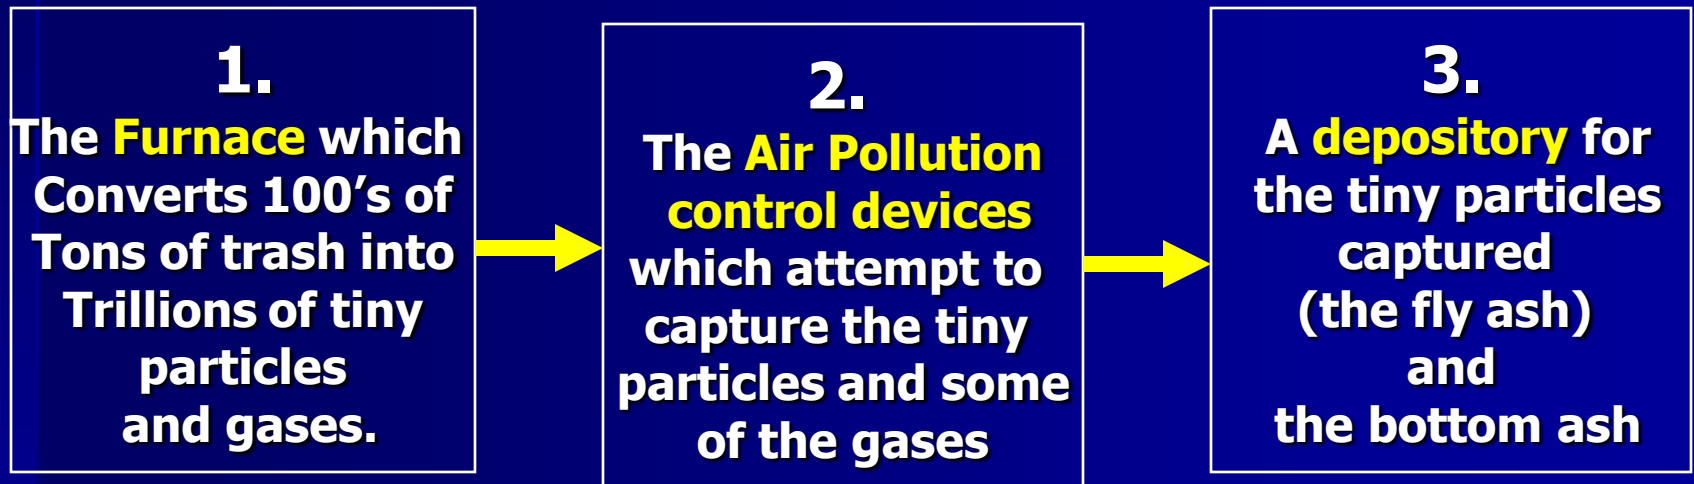 1.
The Furnace which
Converts 100’s of
Tons of trash into
Trillions of tiny
particles
and gases.
2.
The Air Pollution
control devices
which attempt to
capture the tiny
particles and some
of the gases
3.
A depository for
the tiny particles
captured
(the fly ash)
and
the bottom ash